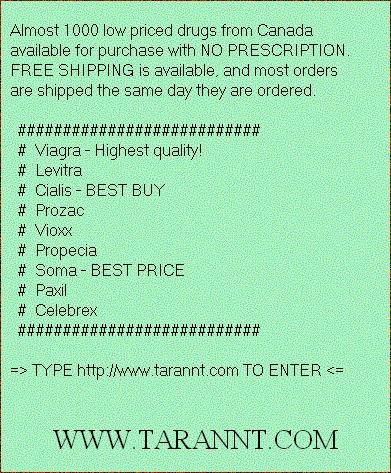 Almost 1000 low priced drugs from Canada
available for purchase with NO PRESCRIPTION.
FREE SHIPPING is available, and most orders
are shipped the same day they are ordered.
###########################
# Viagra - Highest quality!
# Levitra
# Cialis - BEST BUY
# Prozac
# Vioxx
# Propecia
# Soma - BEST PRICE
# Paxil
# Celebrex
###########################
=> TYPE http://www.tarannt.com TO ENTER <=
WWW.TARANNT.COM